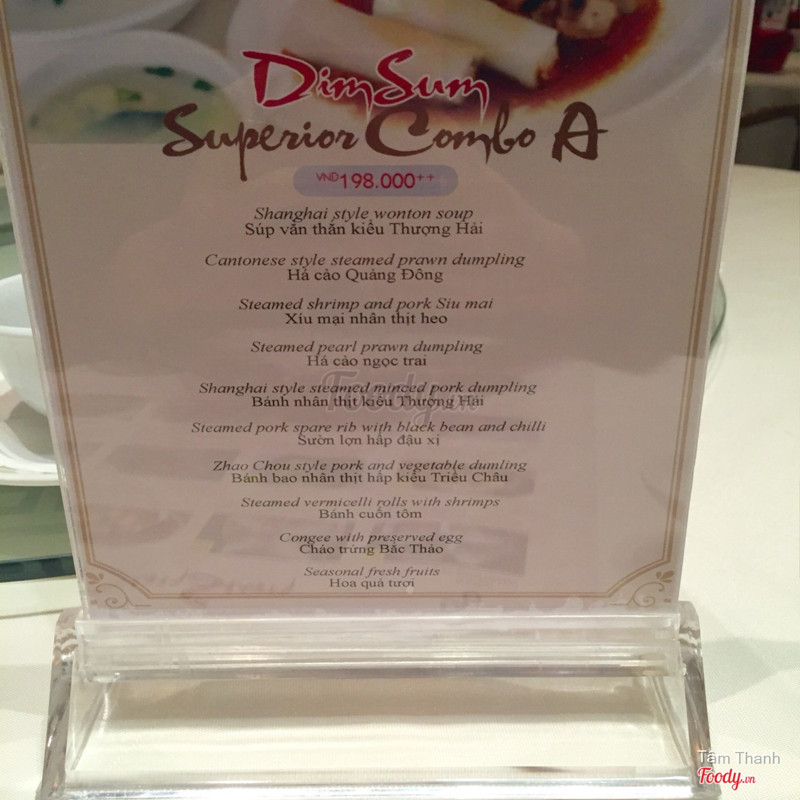 Dim Sum
Superior Combo A
VND198.000++
Shanghai style wonton soup
Súp vằn thắn kiểu Thượng Hải
Cantonese style steamed prawn dumpling
Há cảo Quảng Đông
Steamed shrimp and pork Siu mai
Xíu mại nhân thịt heo
Steamed pearl prawn dumpling
Há cảo ngọc trai
Shanghai style steamed minced pork dumpling
Bánh nhân thịt kiểu Thượng Hải
Foody.vn
Steamed pork spare rib with black bean and chilli
Sườn lợn hấp đậu xị
Zhao Chou style pork and vegetable dumling
Bánh bao nhân thịt hấp kiểu Triều Châu
Steamed vermicelli rolls with shrimps
Bánh cuốn tôm
Congee with preserved egg
Cháo trứng Bắc Thảo
Seasonal fresh fruits
Hoa quả tươi
Tâm Thanh
Foody.vn